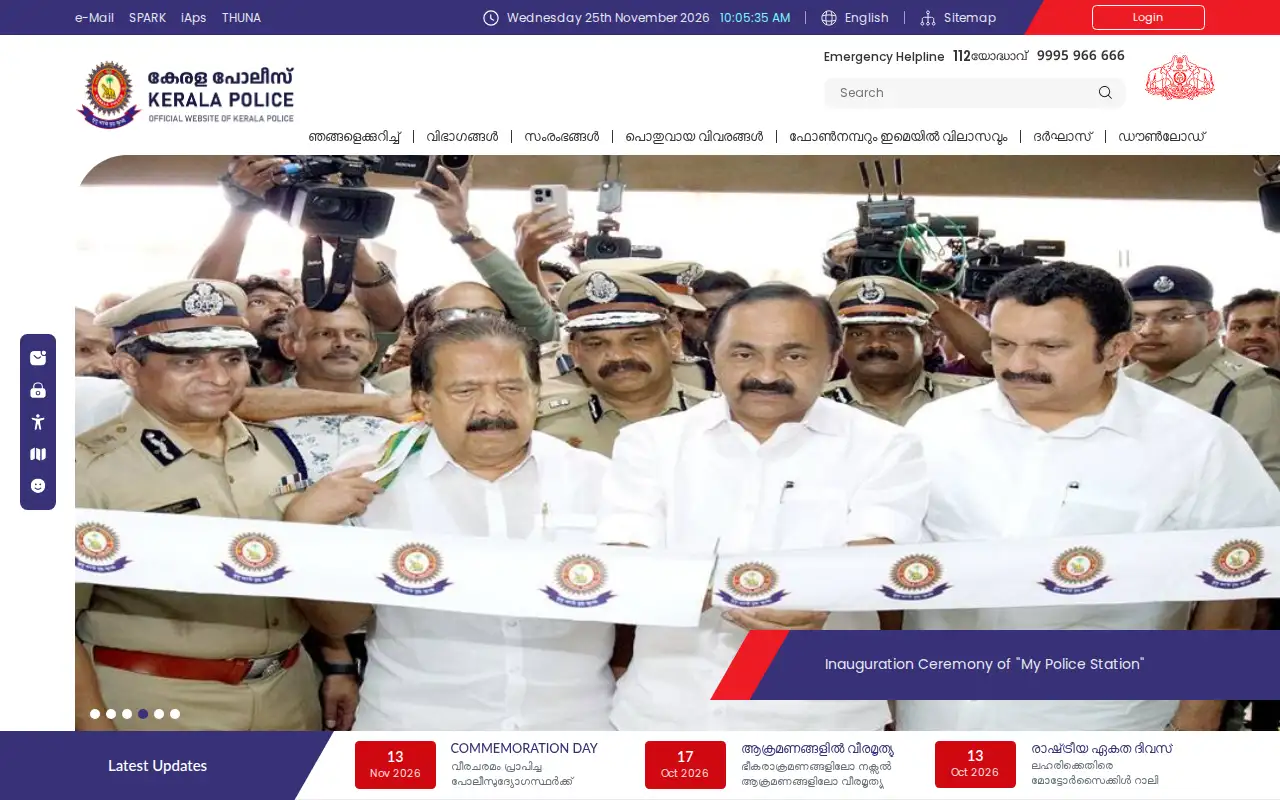 e-Mail SPARK iAps THUNA
Wednesday 25th November 2026 10:05:35 AM
English
Sitemap
Login
കേരള പോലീസ്
KERALA POLICE
OFFICIAL WEBSITE OF KERALA POLICE
Emergency Helpline 112യോദ്ധാവ് 9995 966 666
Search
ഞങ്ങളെക്കുറിച്ച് വിഭാഗങ്ങൾ സംരംഭങ്ങൾ പൊതുവായ വിവരങ്ങൾ ഫോൺനമ്പറും ഇമെയിൽ വിലാസവും ദർഘാസ് ഡൗൺലോഡ്
Inauguration Ceremony of "My Police Station"
Latest Updates
13
Nov 2026
COMMEMORATION DAY
വീരചരമം പ്രാപിച്ച
പോലീസുദ്യോഗസ്ഥർക്ക്
17
Oct 2026
ആക്രമണങ്ങളിൽ വീരമൃത്യു
ഭീകരാക്രമണങ്ങളിലോ നക്സൽ
ആക്രമണങ്ങളിലോ വീരമൃത്യു
13
Oct 2026
രാഷ്ട്രീയ ഏകത ദിവസ്
ലഹരിക്കെതിരെ
മോട്ടോർസൈക്കിൾ റാലി